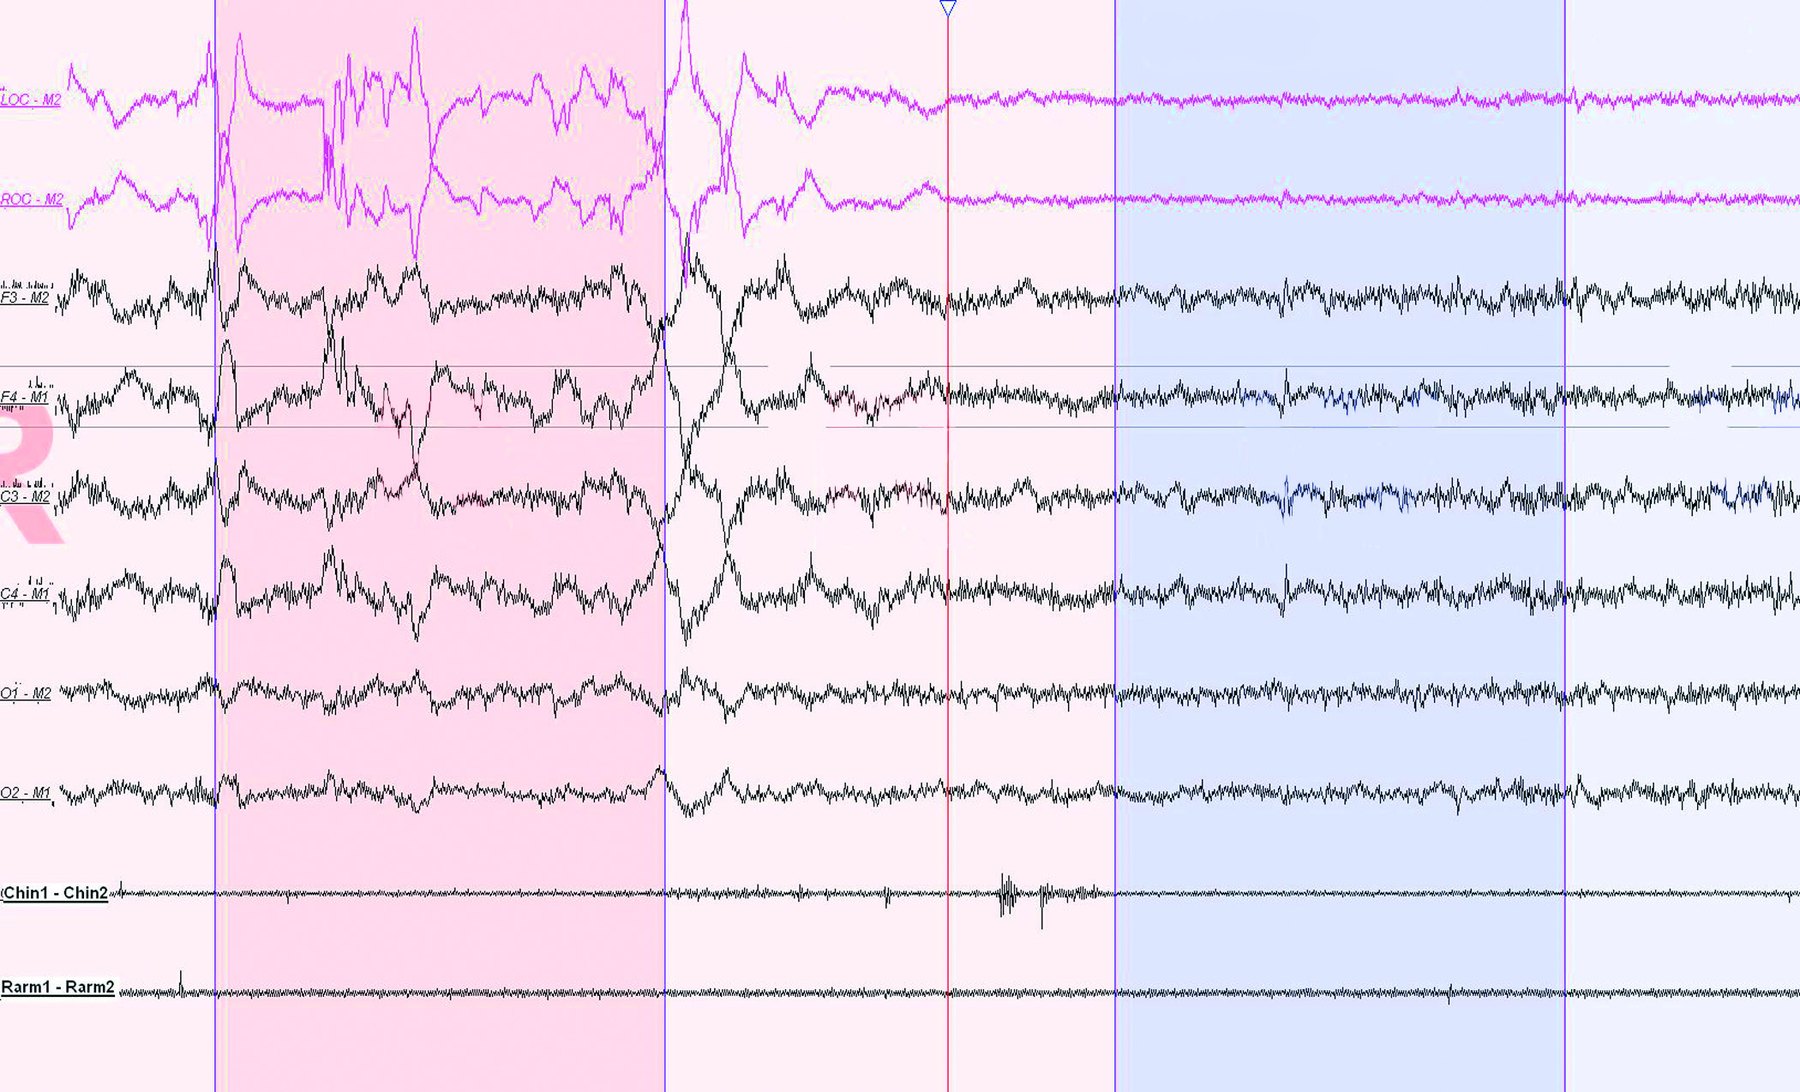 LOC - M2
ROC - M2
F3 - M2
F4 - M1
R
C3 - M2
C4 - M1
O1 - M2
O2 - M1
Chin1 - Chin2
Rarm1 - Rarm2